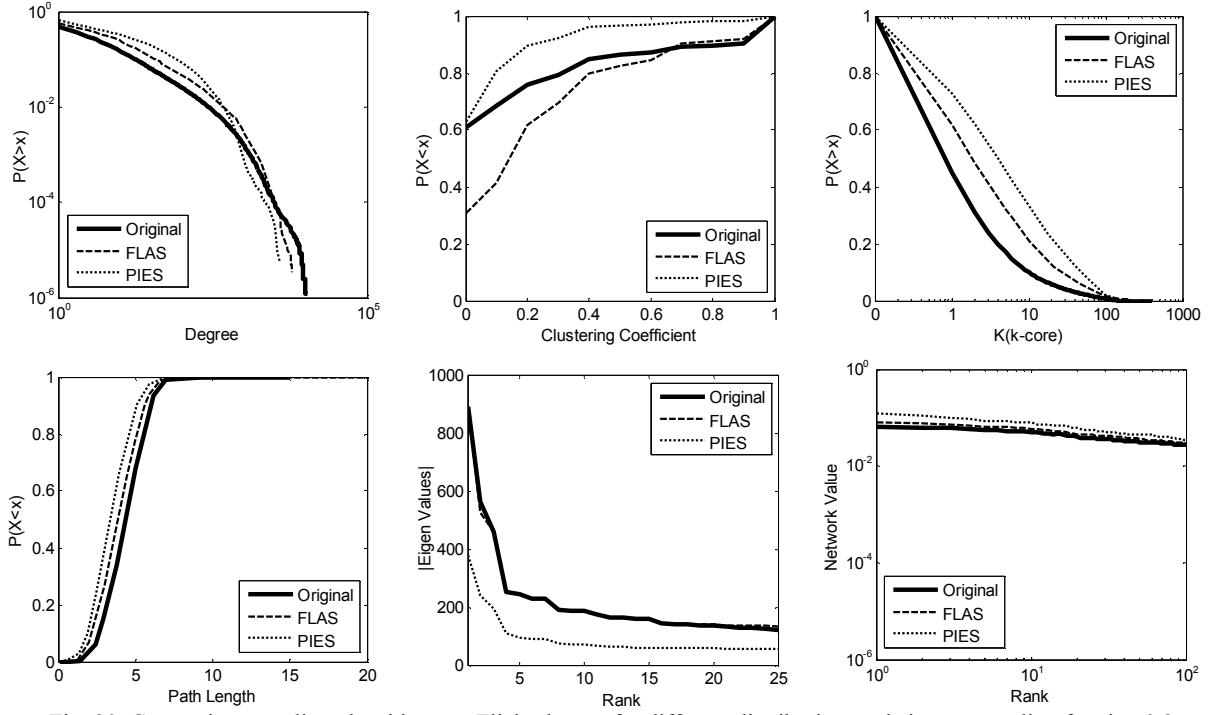 10^0
10^-2
10^-4
10^-6
P(X>x)
Original
FLAS
PIES
10^0
10^5
Degree
1
0.8
0.6
0.4
0.2
0
P(X<x)
Original
FLAS
PIES
0 0.2 0.4 0.6 0.8 1
Clustering Coefficient
1
0.8
0.6
0.4
0.2
0
P(X>x)
Original
FLAS
PIES
0 1 10 100 1000
K(k-core)
1
0.8
0.6
0.4
0.2
0
P(X<x)
Original
FLAS
PIES
0 5 10 15 20
Path Length
1000
800
600
400
200
0
|Eigen Values|
Original
FLAS
PIES
5 10 15 20 25
Rank
10^0
10^-2
10^-4
10^-6
Network Value
Original
FLAS
PIES
10^0 10^1 10^2
Rank